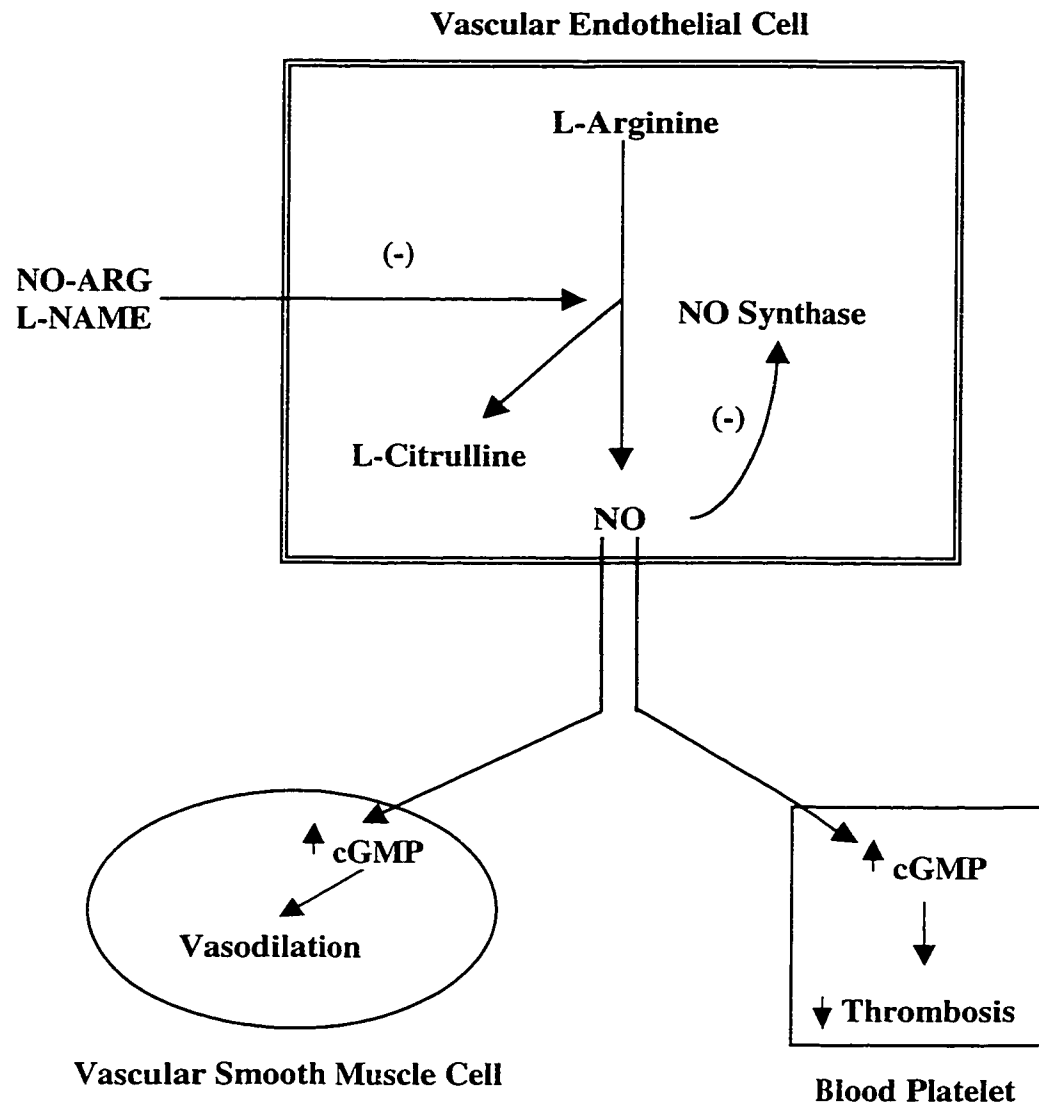 Vascular Endothelial Cell
L-Arginine
(-)
NO-ARG
L-NAME
NO Synthase
(-)
L-Citrulline
NO
cGMP
Vasodilation
Vascular Smooth Muscle Cell
cGMP
Thrombosis
Blood Platelet